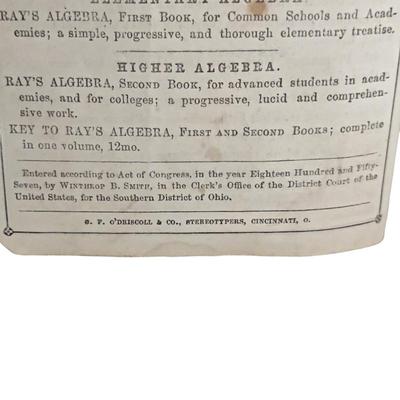 ELEMENTARY ALGEBRA.
RAY'S ALGEBRA, FIRST BOOK, for Common Schools and Acad-
emies; a simple, progressive, and thorough elementary treatise.
HIGHER ALGEBRA.
RAY'S ALGEBRA, SECOND BOOK, for advanced students in acad-
emies, and for colleges; a progressive, lucid and comprehen-
sive work.
KEY TO RAY'S ALGEBRA, FIRST AND SECOND BOOKS; complete
in one volume, 12mo.
Entered according to Act of Congress, in the year Eighteen Hundred and Fifty-
Seven, by WINTHROP B. SMITH, in the Clerk's Office of the District Court of the
United States, for the Southern District of Ohio.
C. F. O'DRISCOLL & CO., STEREOTYPERS, CINCINNATI, O.